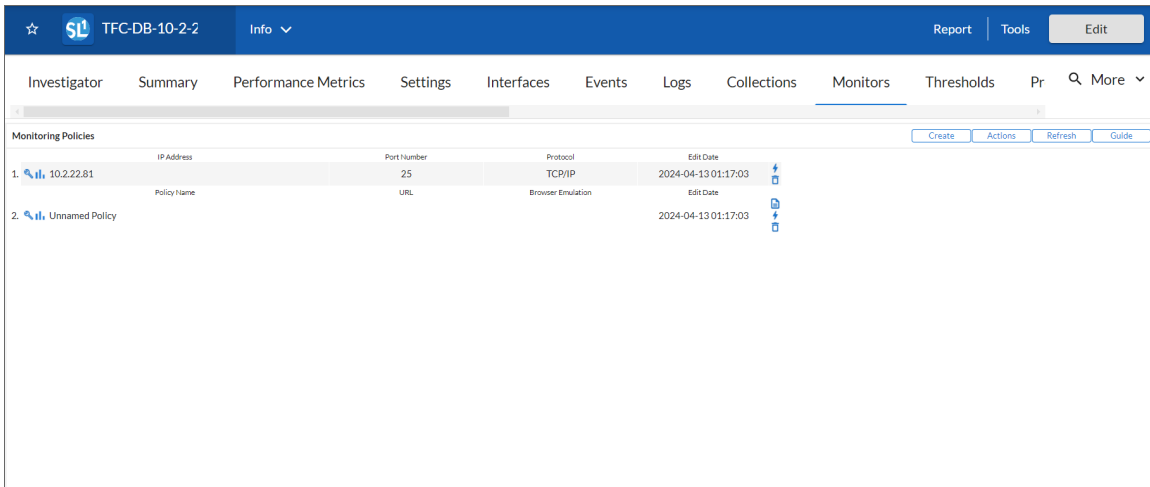 SL1 TFC-DB-10-2-2 Info Report Tools Edit
Investigator Summary Performance Metrics Settings Interfaces Events Logs Collections Monitors Thresholds Pr More
Monitoring Policies Create Actions Refresh Guide
IP Address Port Number Protocol Edit Date
1. 10.2.22.81 25 TCP/IP 2024-04-13 01:17:03
Policy Name URL Browser Emulation Edit Date
2. Unnamed Policy 2024-04-13 01:17:03